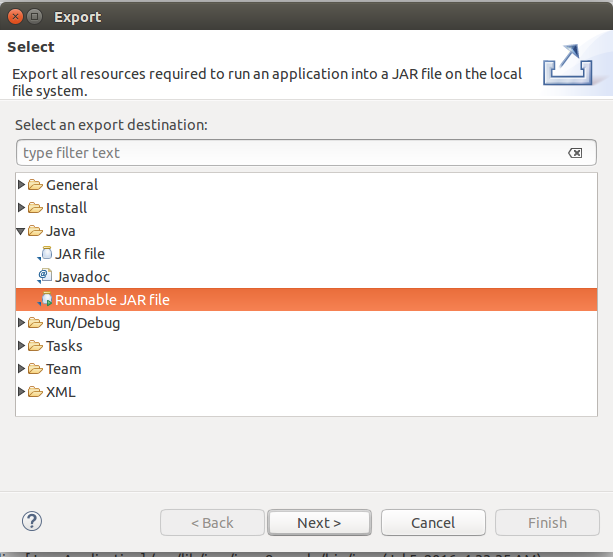 Export
Select
Export all resources required to run an application into a JAR file on the local
file system.
Select an export destination:
type filter text
General
Install
Java
JAR file
Javadoc
Runnable JAR file
Run/Debug
Tasks
Team
XML
?
< Back
Next >
Cancel
Finish